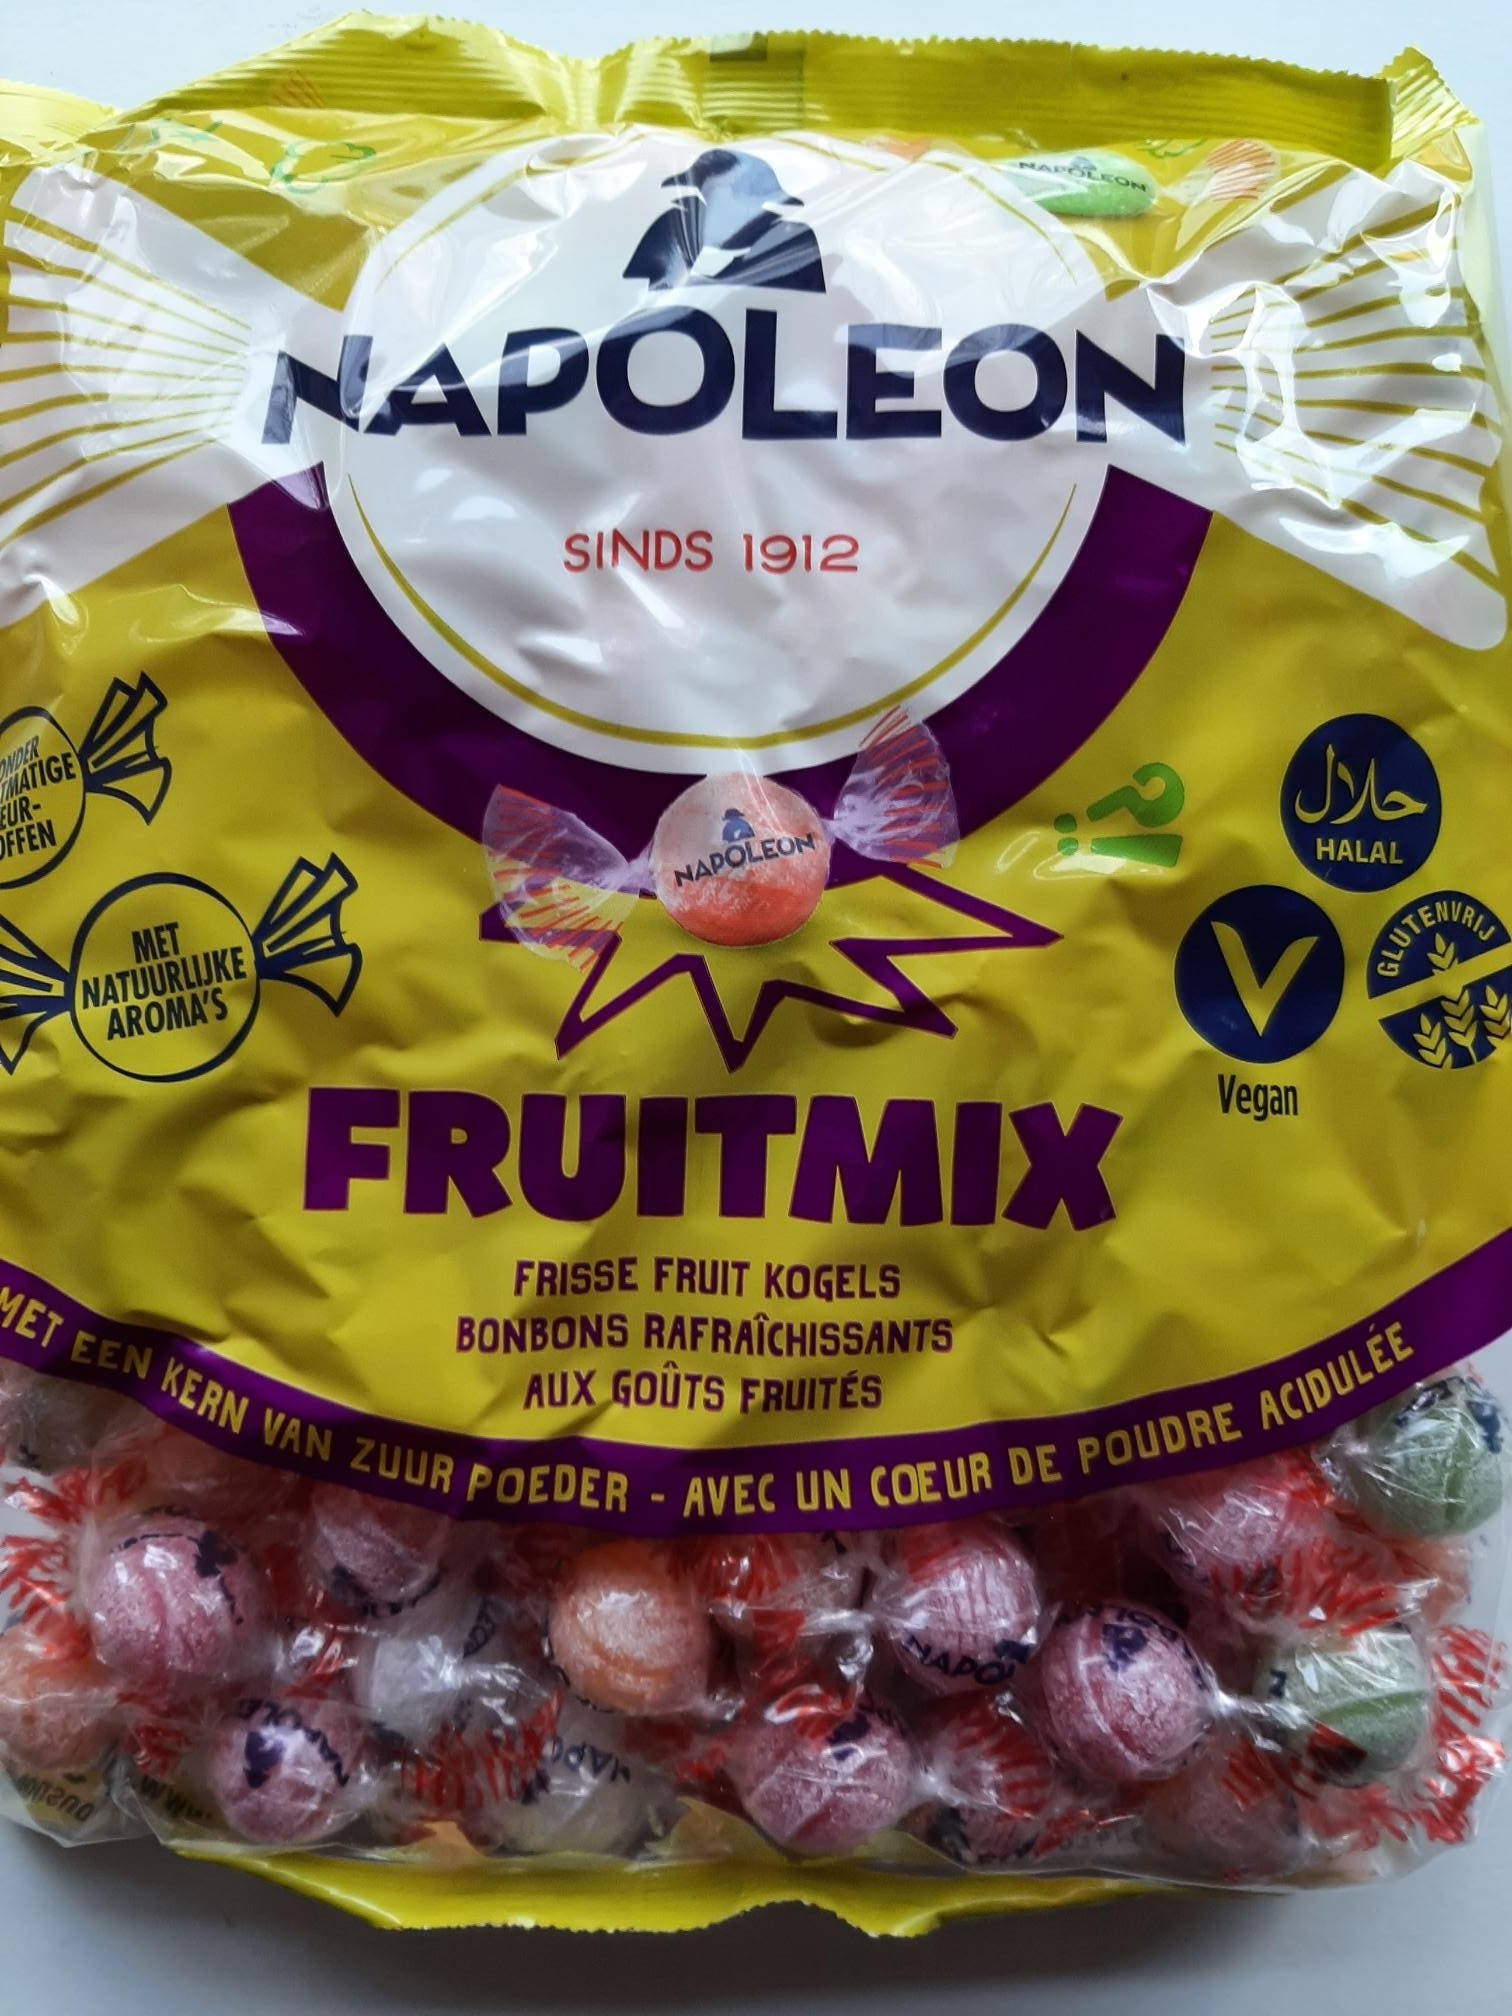 NAPOLEON
NAPOLEON
SINDS 1912
NAPOLEON
حلال
HALAL
MET
NATUURLIJKE
AROMA'S
GLUTENVRIJ
Vegan
FRUITMIX
FRISSE FRUIT KOGELS
BONBONS RAFRAÎCHISSANTS
AUX GOÛTS FRUITÉS
MET EEN KERN VAN ZUUR POEDER - AVEC UN COEUR DE POUDRE ACIDULÉE